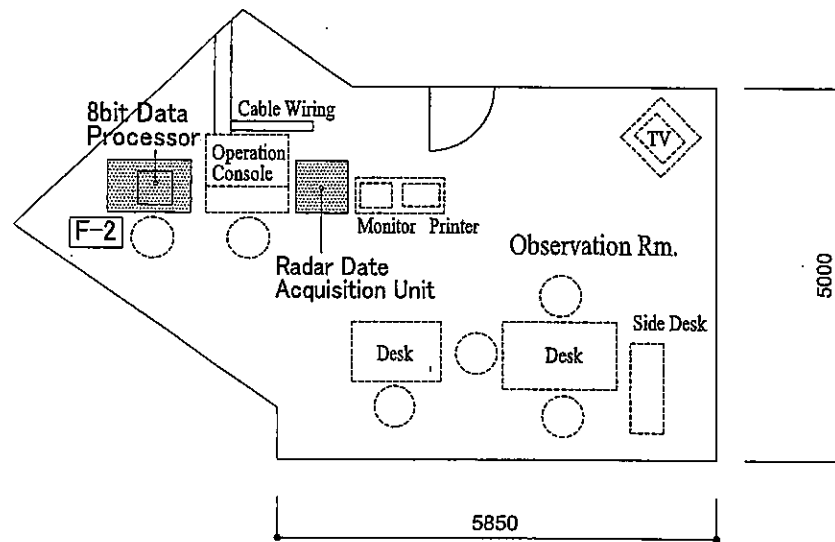 8bit Data
Processor
Cable Wiring
Operation
Console
TV
F-2
Monitor Printer
Radar Date
Acquisition Unit
Observation Rm.
5000
Side Desk
Desk
Desk
5850